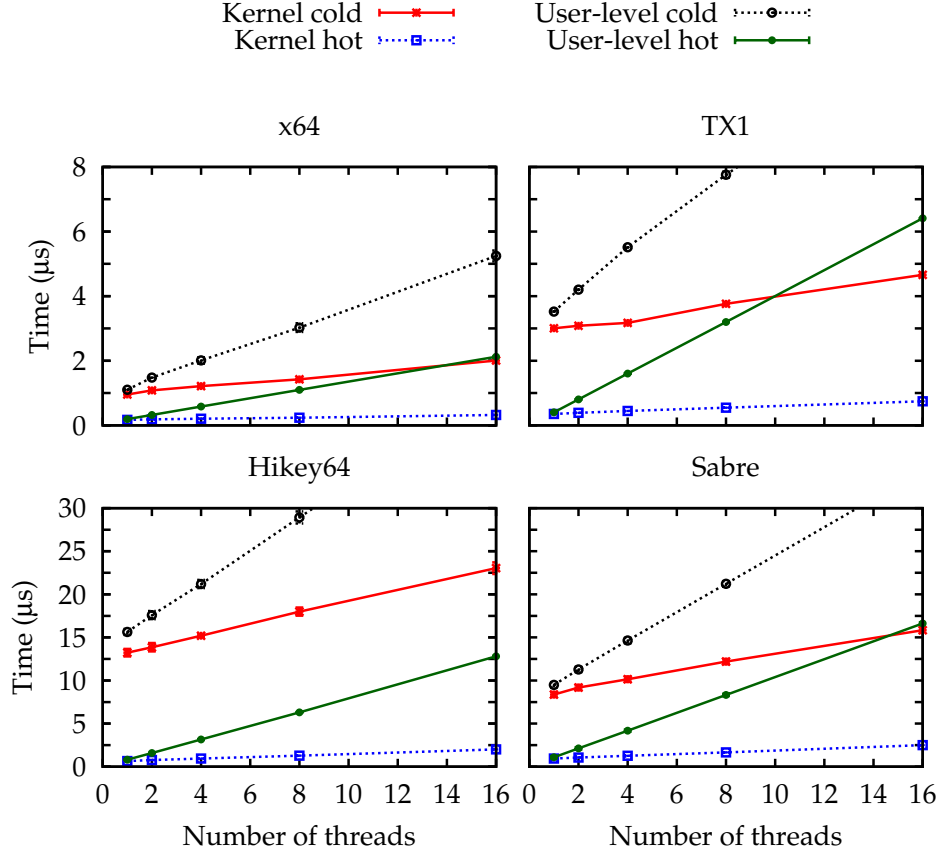 Kernel cold
Kernel hot
User-level cold
User-level hot
x64
TX1
Time (µs)
8
6
4
2
0
Hikey64
Sabre
Time (µs)
30
25
20
15
10
5
0
0 2 4 6 8 10 12 14 16
0 2 4 6 8 10 12 14 16
Number of threads
Number of threads